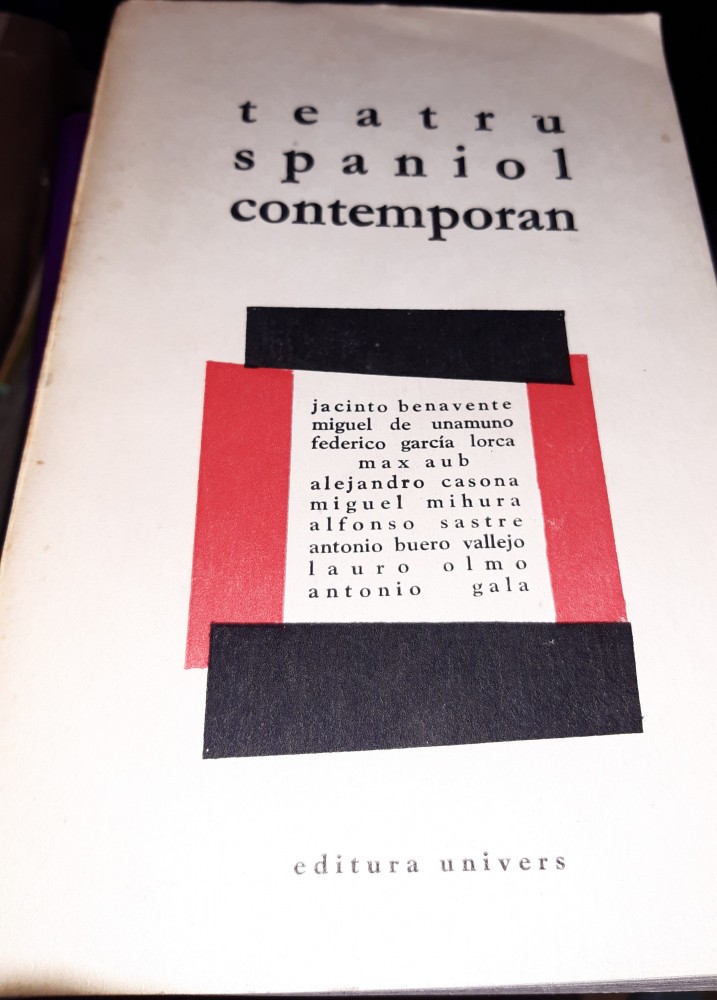 teatru
spaniol
contemporan
jacinto benavente
miguel de unamuno
federico garcía lorca
max aub
alejandro casona
miguel mihura
alfonso sastre
antonio buero vallejo
lauro olmo
antonio gala
editura univers